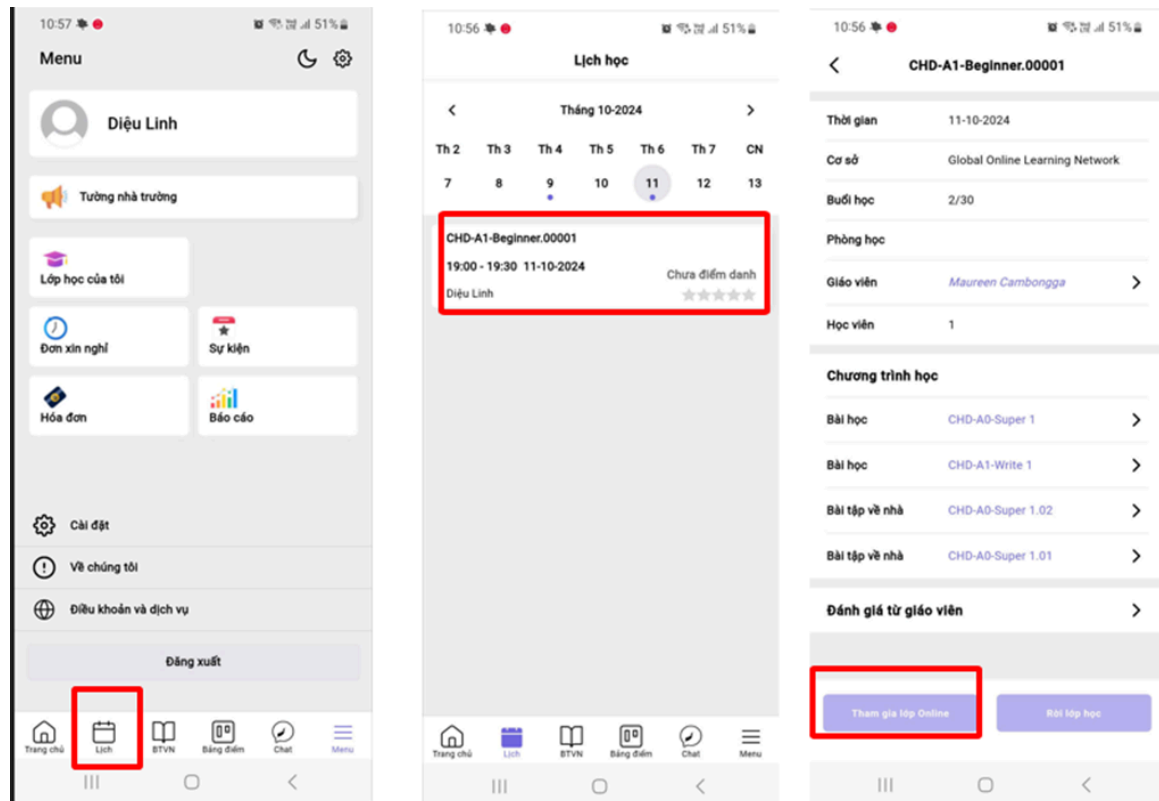 10:57
51%
Menu
Diệu Linh
Tường nhà trường
Lớp học của tôi
Đơn xin nghỉ
Sự kiện
Hóa đơn
Báo cáo
Cài đặt
Về chúng tôi
Điều khoản và dịch vụ
Đăng xuất
Trang chủ
Lịch
BTVN
Bảng điểm
Chat
Menu
10:56
51%
Lịch học
Tháng 10-2024
Th 2 Th 3 Th 4 Th 5 Th 6 Th 7 CN
7 8 9 10 11 12 13
CHD-A1-Beginner.00001
19:00 - 19:30 11-10-2024
Chưa điểm danh
Diệu Linh
Trang chủ
Lịch
BTVN
Bảng điểm
Chat
Menu
10:56
51%
CHD-A1-Beginner.00001
Thời gian 11-10-2024
Cơ sở Global Online Learning Network
Buổi học 2/30
Phòng học
Giáo viên Maureen Cambongga
Học viên 1
Chương trình học
Bài học CHD-A0-Super 1
Bài học CHD-A1-Write 1
Bài tập về nhà CHD-A0-Super 1.02
Bài tập về nhà CHD-A0-Super 1.01
Đánh giá từ giáo viên
Tham gia lớp Online
Rời lớp học